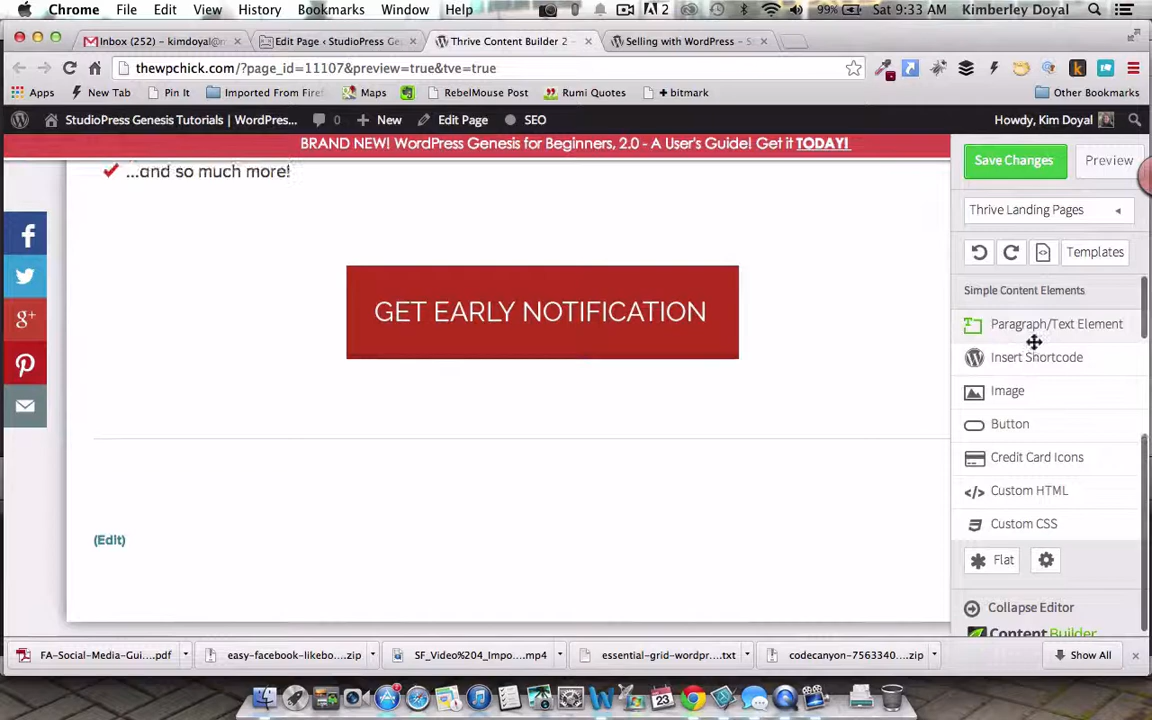 Chrome File Edit View History Bookmarks Window Help 2 99% Sat 9:33 AM Kimberley Doyal
Inbox (252) – kimdoyal@gm Edit Page ‹ StudioPress Ge Thrive Content Builder 2 – Selling with WordPress – S
thewpchick.com/?page_id=11107&preview=true&tve=true
Apps New Tab Pin It Imported From Fire Maps RebelMouse Post Rumi Quotes + bitmark Other Bookmarks
StudioPress Genesis Tutorials | WordPres... New Edit Page SEO Howdy, Kim Doyal
BRAND NEW! WordPress Genesis for Beginners, 2.0 - A User's Guide! Get it TODAY!
...and so much more!
Save Changes Preview
Thrive Landing Pages
Templates
Simple Content Elements
Paragraph/Text Element
Insert Shortcode
Image
Button
Credit Card Icons
Custom HTML
Custom CSS
Flat
Collapse Editor
Content Builder
GET EARLY NOTIFICATION
(Edit)
FA-Social-Media-Gui....pdf easy-facebook-likebo....zip SF_Video%204_Impo....mp4 essential-grid-wordpr....txt codecanyon-7563340....zip Show All